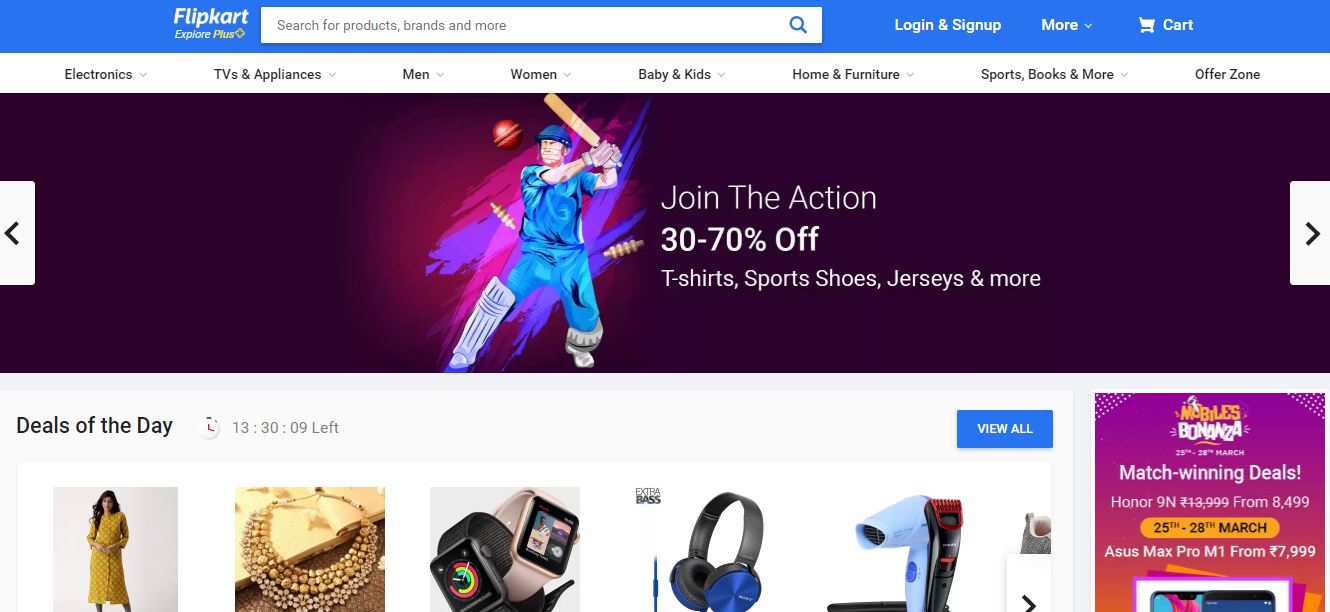 Flipkart
Explore Plus
Search for products, brands and more
Login & Signup
More
Cart
Electronics
TVs & Appliances
Men
Women
Baby & Kids
Home & Furniture
Sports, Books & More
Offer Zone
Join The Action
30-70% Off
T-shirts, Sports Shoes, Jerseys & more
Deals of the Day
13 : 30 : 09 Left
VIEW ALL
EXTRA
BASS
SONY
MOBILES
BONANZA
25TH - 28TH MARCH
Match-winning Deals!
Honor 9N ₹13,999 From 8,499
25TH - 28TH MARCH
Asus Max Pro M1 From ₹7,999